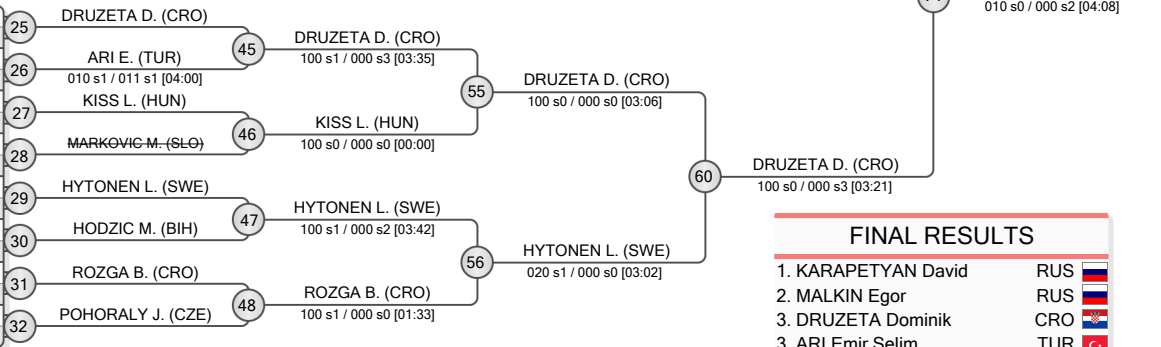 010 s0 / 000 s2 [04:08]
25
DRUZETA D. (CRO)
26
ARI E. (TUR)
010 s1 / 011 s1 [04:00]
27
KISS L. (HUN)
28
MARKOVIC M. (SLO)
29
HYTONEN L. (SWE)
30
HODZIC M. (BIH)
31
ROZGA B. (CRO)
32
POHORALY J. (CZE)
45
DRUZETA D. (CRO)
100 s1 / 000 s3 [03:35]
46
KISS L. (HUN)
100 s0 / 000 s0 [00:00]
47
HYTONEN L. (SWE)
100 s1 / 000 s2 [03:42]
48
ROZGA B. (CRO)
100 s1 / 000 s0 [01:33]
55
DRUZETA D. (CRO)
100 s0 / 000 s0 [03:06]
56
HYTONEN L. (SWE)
020 s1 / 000 s0 [03:02]
60
DRUZETA D. (CRO)
100 s0 / 000 s3 [03:21]
FINAL RESULTS
1. KARAPETYAN David RUS
2. MALKIN Egor RUS
3. DRUZETA Dominik CRO
3. ARI Emir Selim TUR